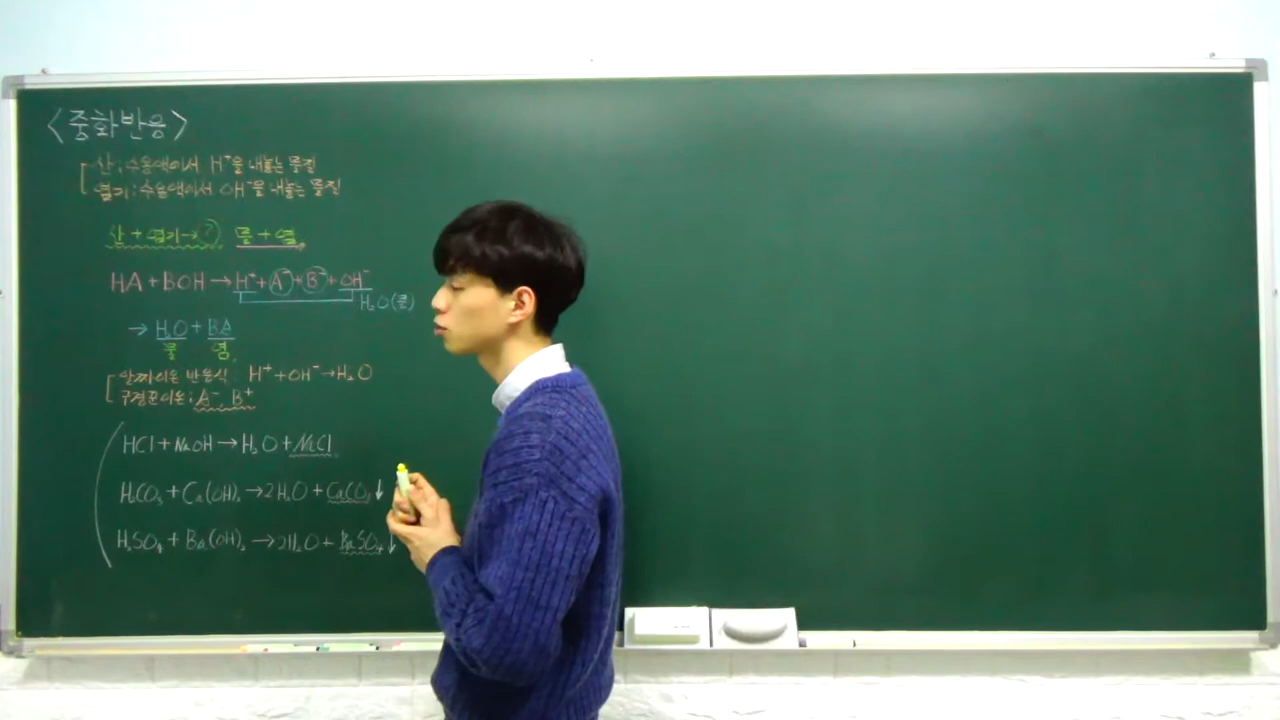 <중화반응>
산 : 수용액에서 H⁺을 내놓는 물질
염기 : 수용액에서 OH⁻을 내놓는 물질
산 + 염기 → ? 물 + 염
HA + BOH → H⁺ + A⁻ + B⁻ + OH⁻
H₂O (물)
→ H₂O + BA
물 염
알짜이온 반응식 H⁺ + OH⁻ → H₂O
구경꾼이온 : A⁻, B⁺
HCl + NaOH → H₂O + NaCl
H₂CO₃ + Ca(OH)₂ → 2H₂O + CaCO₃ ↓
H₂SO₄ + Ba(OH)₂ → 2H₂O + BaSO₄ ↓